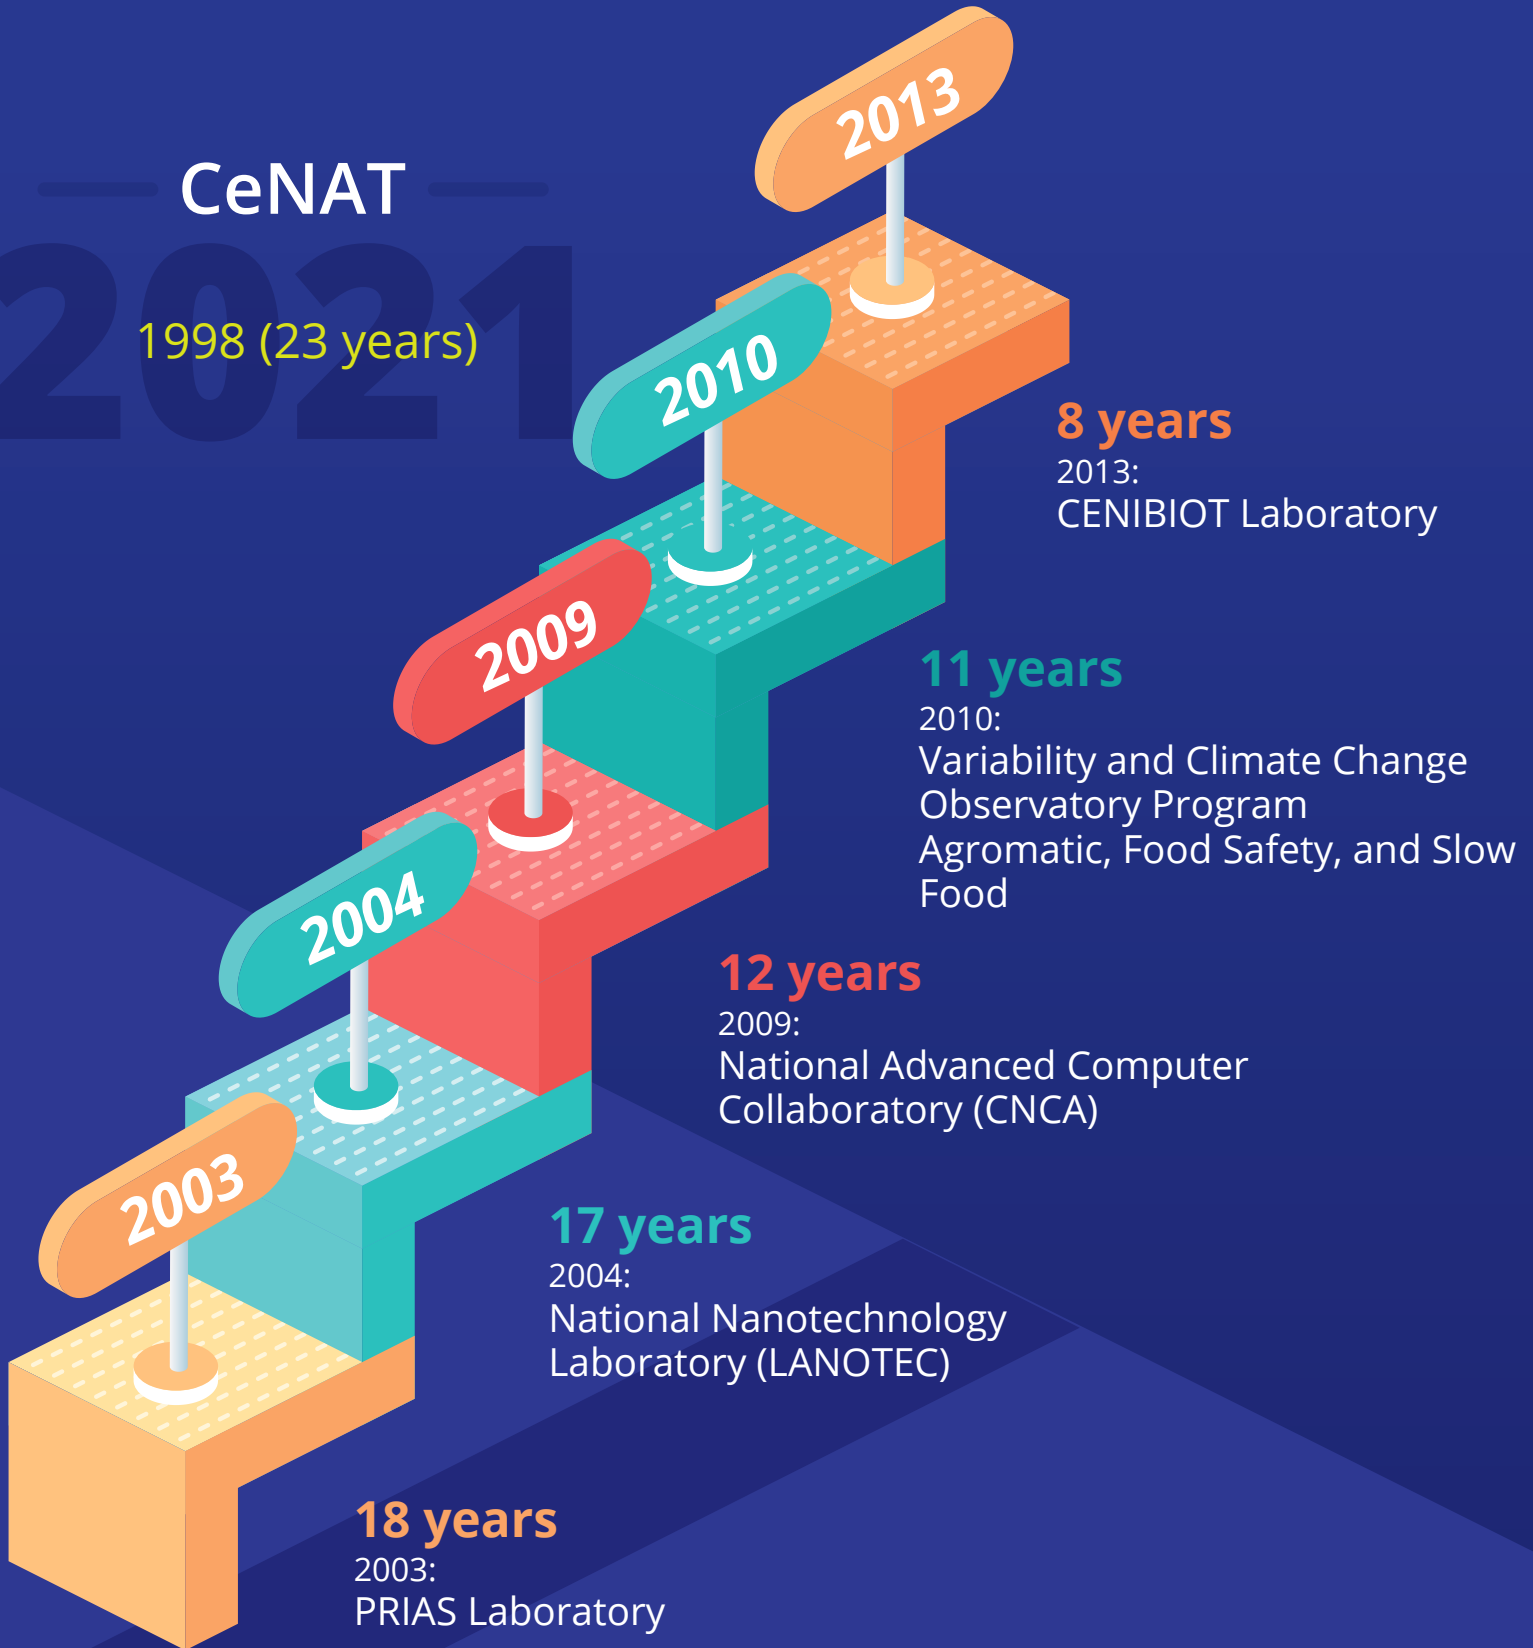 CeNAT
2021
1998 (23 years)
2013
8 years
2013:
CENIBIOT Laboratory
2010
11 years
2010:
Variability and Climate Change
Observatory Program
Agromatic, Food Safety, and Slow
Food
2009
12 years
2009:
National Advanced Computer
Collaboratory (CNCA)
2004
17 years
2004:
National Nanotechnology
Laboratory (LANOTEC)
2003
18 years
2003:
PRIAS Laboratory